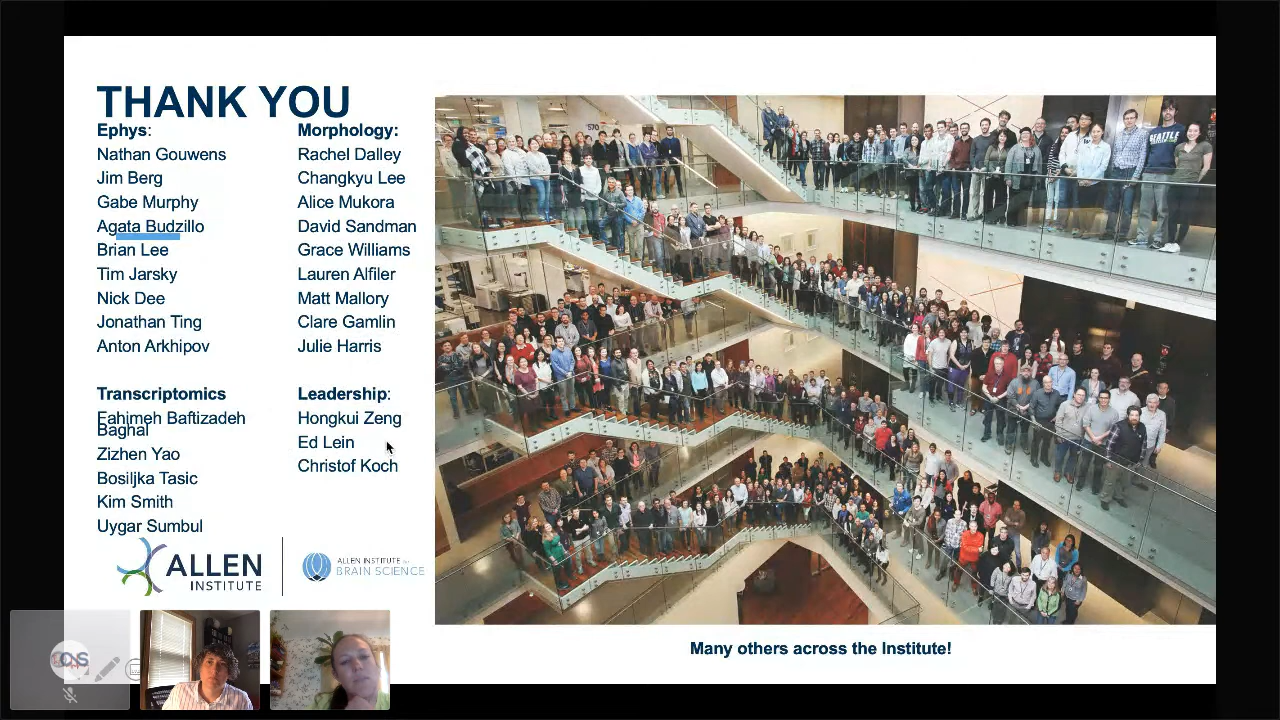 THANK YOU
Ephys:
Nathan Gouwens
Jim Berg
Gabe Murphy
Agata Budzillo
Brian Lee
Tim Jarsky
Nick Dee
Jonathan Ting
Anton Arkhipov
Morphology:
Rachel Dalley
Changkyu Lee
Alice Mukora
David Sandman
Grace Williams
Lauren Alfiler
Matt Mallory
Clare Gamlin
Julie Harris
Transcriptomics
Fahimeh Baftizadeh
Baghal
Zizhen Yao
Bosiljka Tasic
Kim Smith
Uygar Sumbul
Leadership:
Hongkui Zeng
Ed Lein
Christof Koch
ALLEN
INSTITUTE
ALLEN INSTITUTE for
BRAIN SCIENCE
Many others across the Institute!
SEATTLE